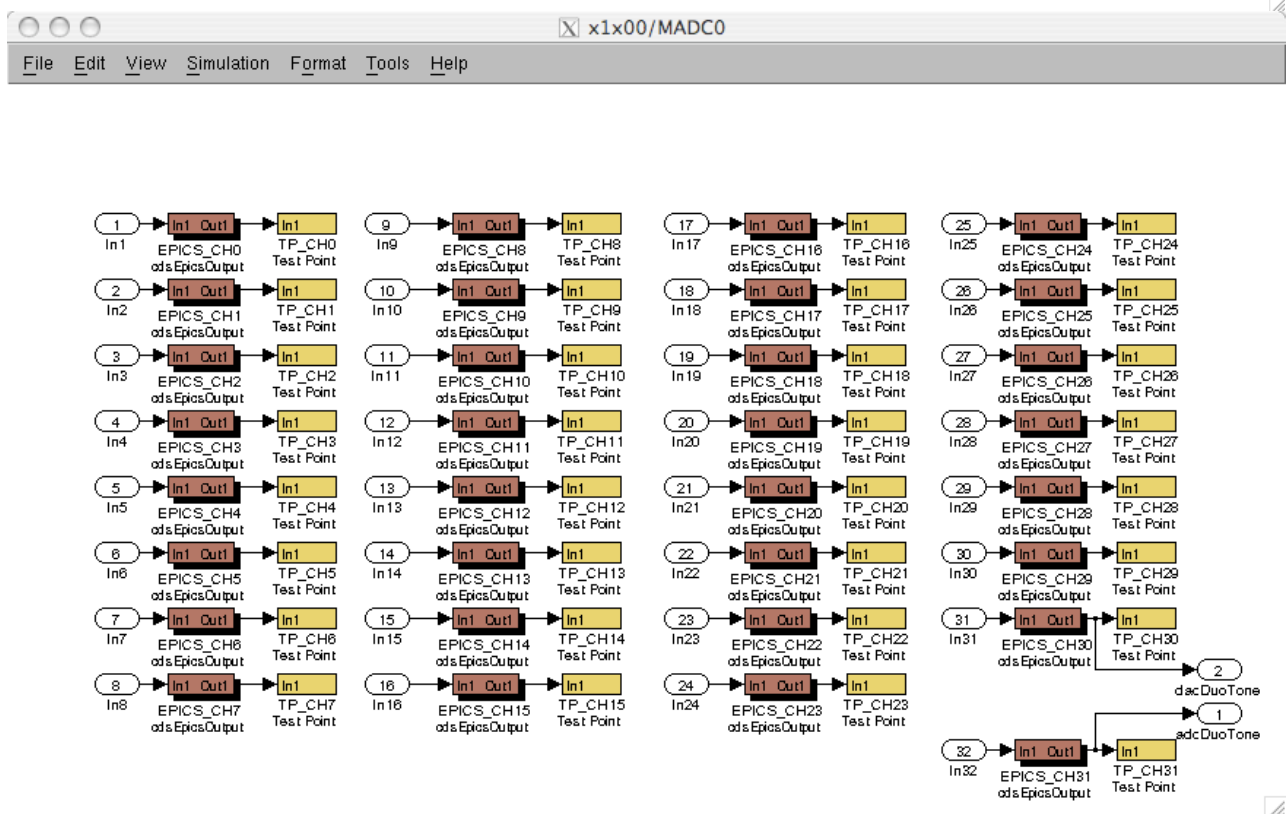 x1x00/MADC0
File Edit View Simulation Format Tools Help
1 In1 Out1 In1 9 In1 Out1 In1 17 In1 Out1 In1 25 In1 Out1 In1
In1 EPICS_CH0 TP_CH0 In9 EPICS_CH8 TP_CH8 In17 EPICS_CH16 TP_CH16 In25 EPICS_CH24 TP_CH24
cdsEpicsOutput Test Point cdsEpicsOutput Test Point cdsEpicsOutput Test Point cdsEpicsOutput Test Point
2 In1 Out1 In1 10 In1 Out1 In1 18 In1 Out1 In1 26 In1 Out1 In1
In2 EPICS_CH1 TP_CH1 In10 EPICS_CH9 TP_CH9 In18 EPICS_CH17 TP_CH17 In26 EPICS_CH25 TP_CH25
cdsEpicsOutput Test Point cdsEpicsOutput Test Point cdsEpicsOutput Test Point cdsEpicsOutput Test Point
3 In1 Out1 In1 11 In1 Out1 In1 19 In1 Out1 In1 27 In1 Out1 In1
In3 EPICS_CH2 TP_CH2 In11 EPICS_CH10 TP_CH10 In19 EPICS_CH18 TP_CH18 In27 EPICS_CH26 TP_CH26
cdsEpicsOutput Test Point cdsEpicsOutput Test Point cdsEpicsOutput Test Point cdsEpicsOutput Test Point
4 In1 Out1 In1 12 In1 Out1 In1 20 In1 Out1 In1 28 In1 Out1 In1
In4 EPICS_CH3 TP_CH3 In12 EPICS_CH11 TP_CH11 In20 EPICS_CH19 TP_CH19 In28 EPICS_CH27 TP_CH27
cdsEpicsOutput Test Point cdsEpicsOutput Test Point cdsEpicsOutput Test Point cdsEpicsOutput Test Point
5 In1 Out1 In1 13 In1 Out1 In1 21 In1 Out1 In1 29 In1 Out1 In1
In5 EPICS_CH4 TP_CH4 In13 EPICS_CH12 TP_CH12 In21 EPICS_CH20 TP_CH20 In29 EPICS_CH28 TP_CH28
cdsEpicsOutput Test Point cdsEpicsOutput Test Point cdsEpicsOutput Test Point cdsEpicsOutput Test Point
6 In1 Out1 In1 14 In1 Out1 In1 22 In1 Out1 In1 30 In1 Out1 In1
In6 EPICS_CH5 TP_CH5 In14 EPICS_CH13 TP_CH13 In22 EPICS_CH21 TP_CH21 In30 EPICS_CH29 TP_CH29
cdsEpicsOutput Test Point cdsEpicsOutput Test Point cdsEpicsOutput Test Point cdsEpicsOutput Test Point
7 In1 Out1 In1 15 In1 Out1 In1 23 In1 Out1 In1 31 In1 Out1 In1
In7 EPICS_CH6 TP_CH6 In15 EPICS_CH14 TP_CH14 In23 EPICS_CH22 TP_CH22 In31 EPICS_CH30 TP_CH30
cdsEpicsOutput Test Point cdsEpicsOutput Test Point cdsEpicsOutput Test Point cdsEpicsOutput Test Point
8 In1 Out1 In1 16 In1 Out1 In1 24 In1 Out1 In1 2
In8 EPICS_CH7 TP_CH7 In16 EPICS_CH15 TP_CH15 In24 EPICS_CH23 TP_CH23 dacDuoTone
cdsEpicsOutput Test Point cdsEpicsOutput Test Point cdsEpicsOutput Test Point
1
adcDuoTone
32 In1 Out1 In1
In32 EPICS_CH31 TP_CH31
cdsEpicsOutput Test Point